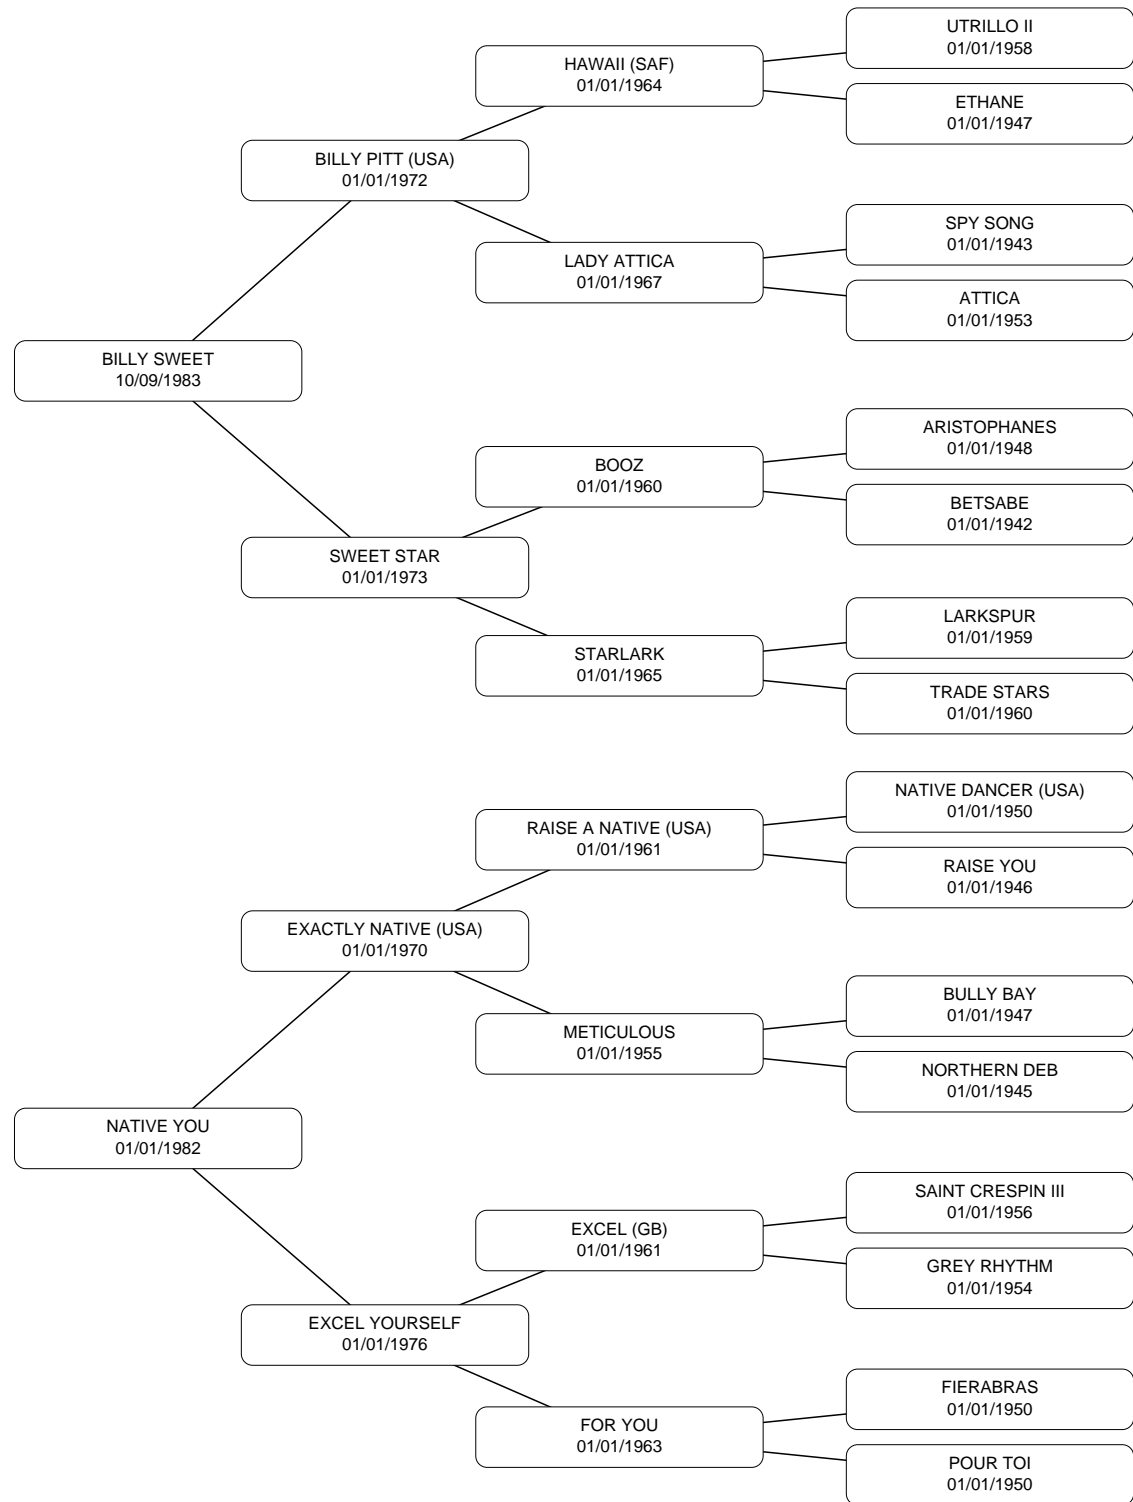 UTRILLO II
01/01/1958
HAWAII (SAF)
01/01/1964
ETHANE
01/01/1947
BILLY PITT (USA)
01/01/1972
SPY SONG
01/01/1943
LADY ATTICA
01/01/1967
ATTICA
01/01/1953
BILLY SWEET
10/09/1983
ARISTOPHANES
01/01/1948
BOOZ
01/01/1960
BETSABE
01/01/1942
SWEET STAR
01/01/1973
LARKSPUR
01/01/1959
STARLARK
01/01/1965
TRADE STARS
01/01/1960
NATIVE DANCER (USA)
01/01/1950
RAISE A NATIVE (USA)
01/01/1961
RAISE YOU
01/01/1946
EXACTLY NATIVE (USA)
01/01/1970
BULLY BAY
01/01/1947
METICULOUS
01/01/1955
NORTHERN DEB
01/01/1945
NATIVE YOU
01/01/1982
SAINT CRESPIN III
01/01/1956
EXCEL (GB)
01/01/1961
GREY RHYTHM
01/01/1954
EXCEL YOURSELF
01/01/1976
FIERABRAS
01/01/1950
FOR YOU
01/01/1963
POUR TOI
01/01/1950